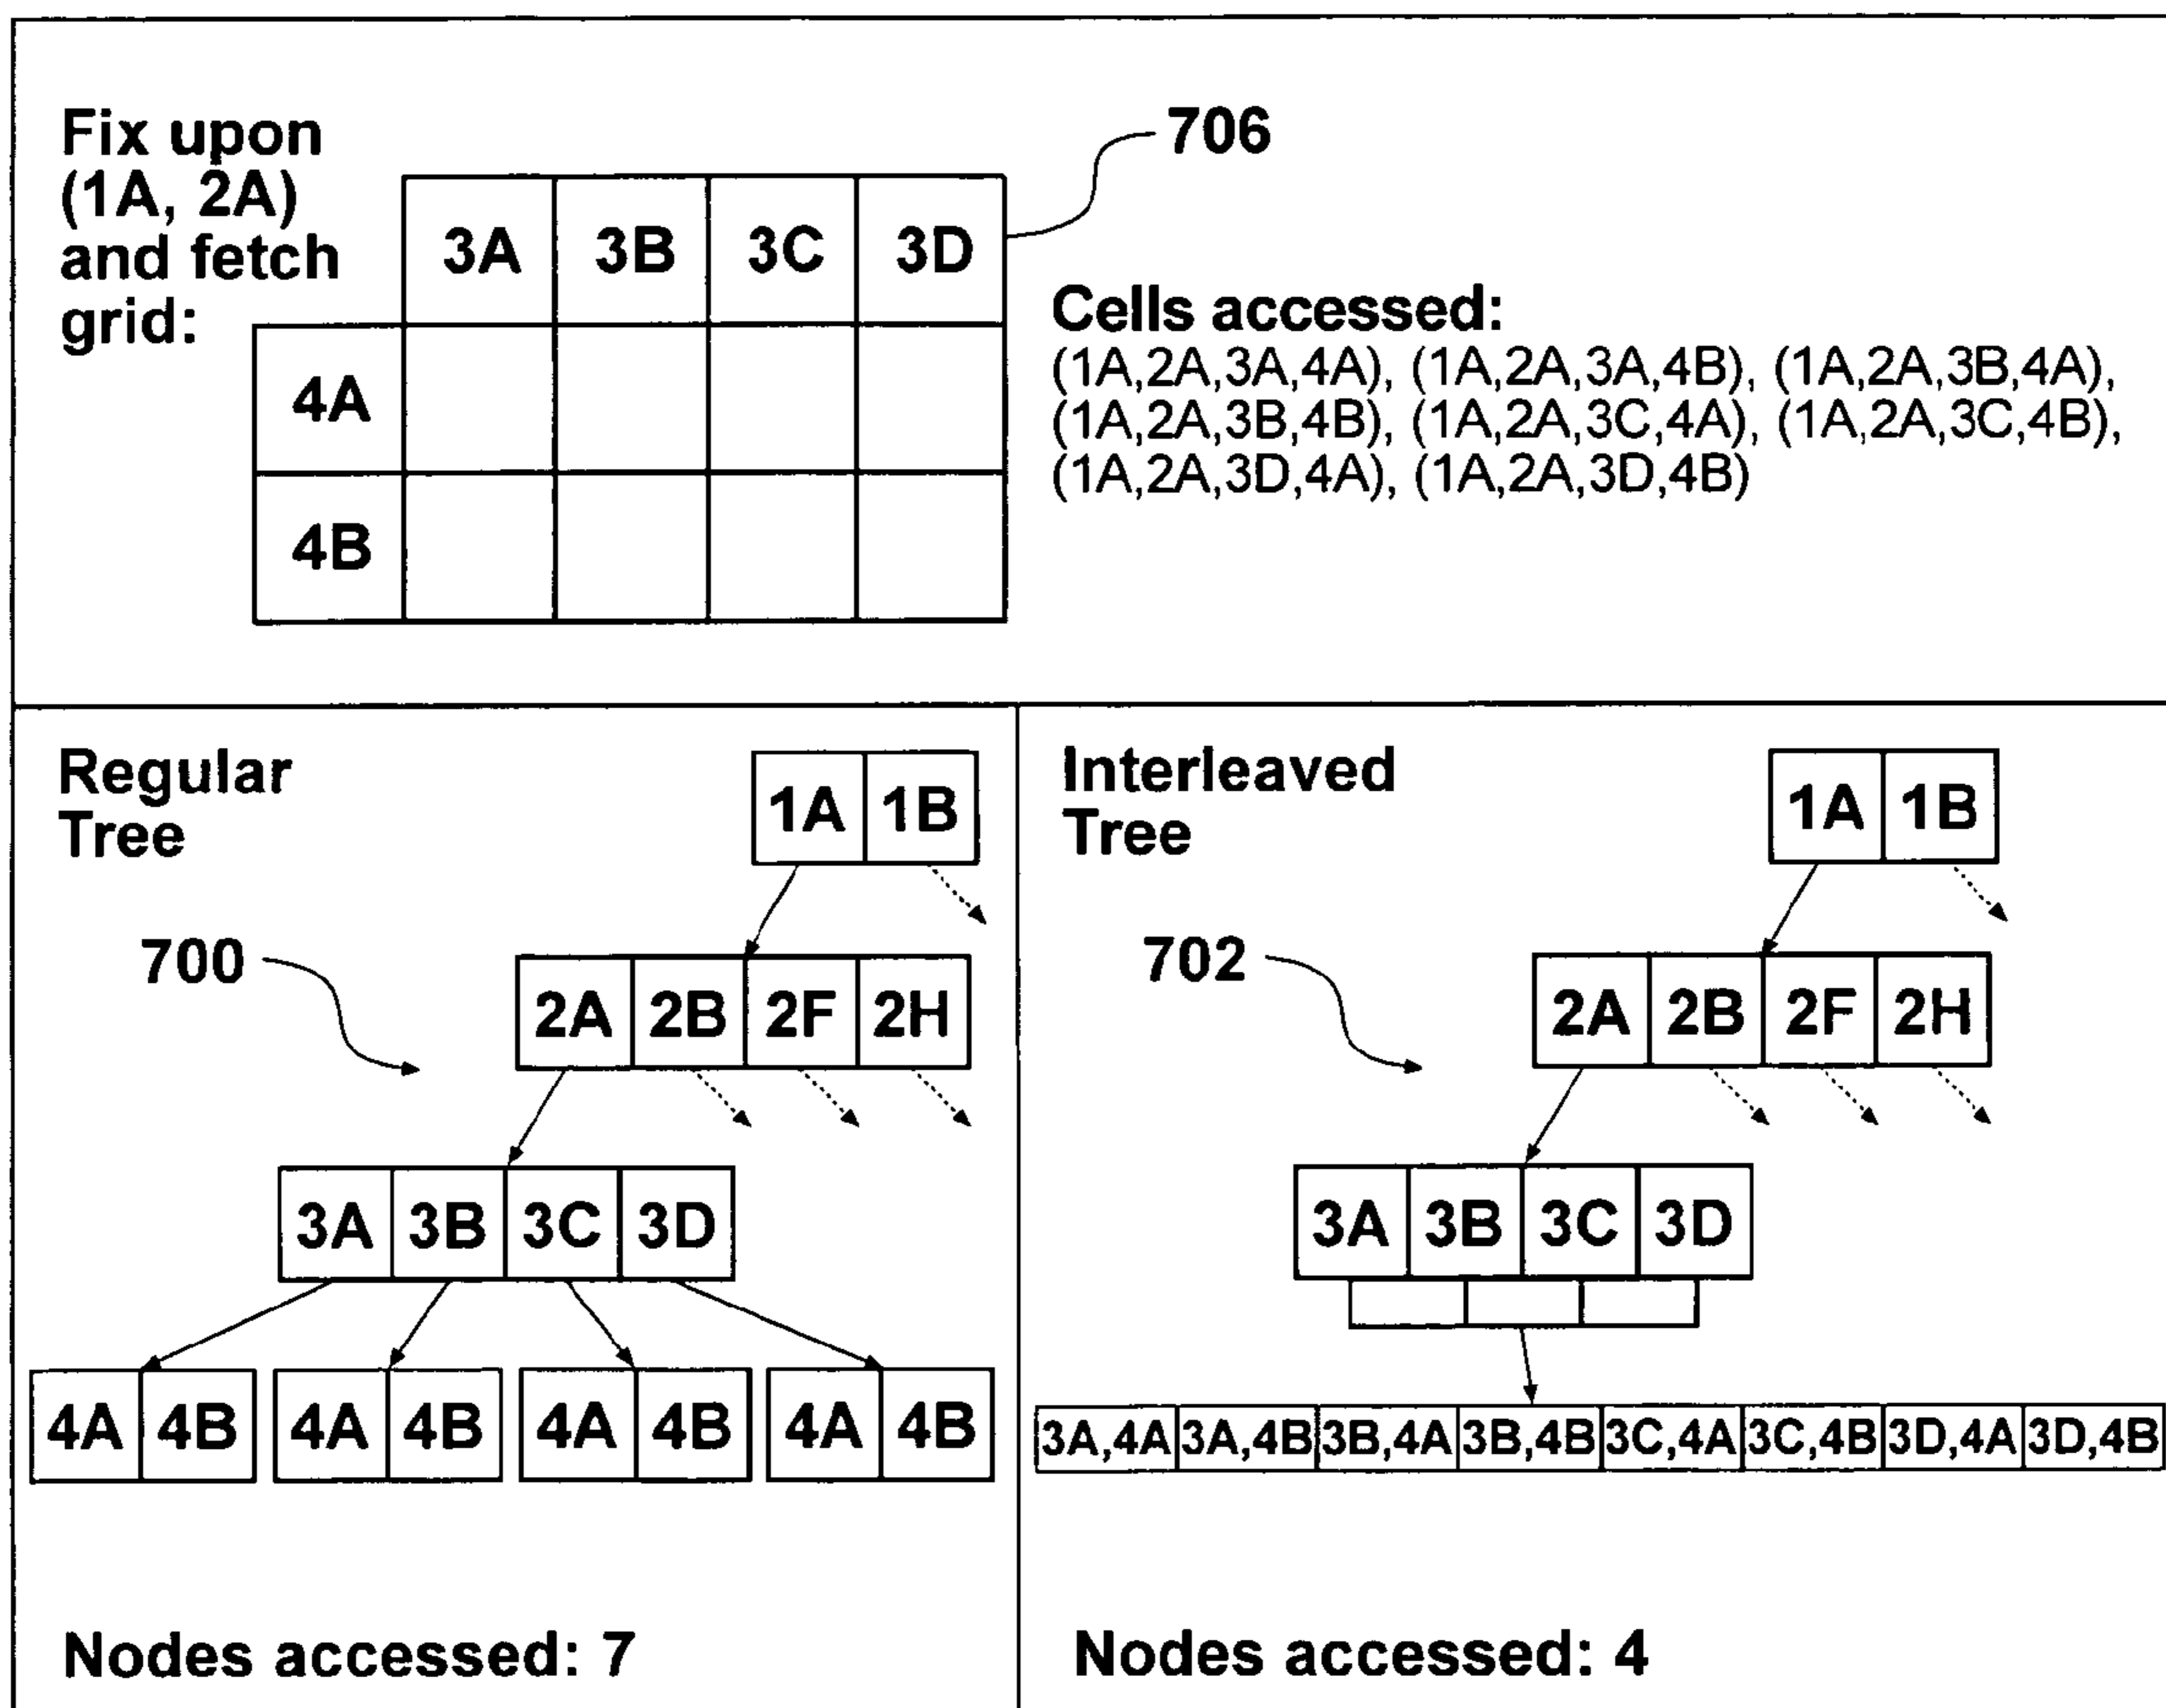 Fix upon
(1A, 2A)
and fetch
grid:
706
3A 3B 3C 3D
4A
4B
Cells accessed:
(1A,2A,3A,4A), (1A,2A,3A,4B), (1A,2A,3B,4A),
(1A,2A,3B,4B), (1A,2A,3C,4A), (1A,2A,3C,4B),
(1A,2A,3D,4A), (1A,2A,3D,4B)
Regular
Tree
1A 1B
700
2A 2B 2F 2H
3A 3B 3C 3D
4A 4B 4A 4B 4A 4B 4A 4B
Nodes accessed: 7
Interleaved
Tree
1A 1B
702
2A 2B 2F 2H
3A 3B 3C 3D
3A,4A 3A,4B 3B,4A 3B,4B 3C,4A 3C,4B 3D,4A 3D,4B
Nodes accessed: 4